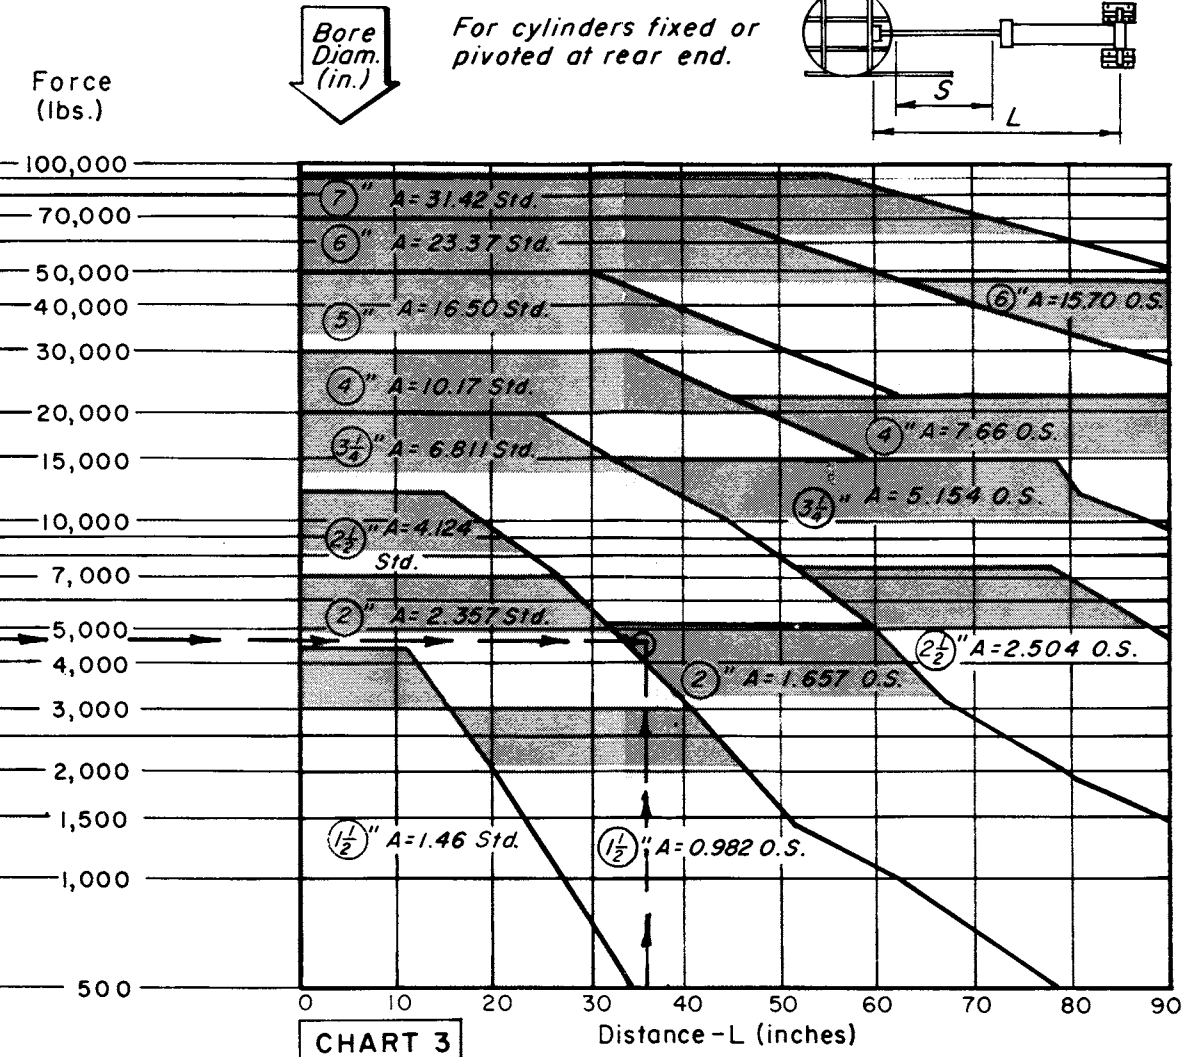 Bore
Diam.
(in.)
For cylinders fixed or
pivoted at rear end.
S
L
Force
(lbs.)
100,000
70,000
50,000
40,000
30,000
20,000
15,000
10,000
7,000
5,000
4,000
3,000
2,000
1,500
1,000
500
7" A=31.42 Std.
6" A=23.37 Std.
5" A=16.50 Std.
6" A=15.70 O.S.
4" A=10.17 Std.
4" A=7.66 O.S.
3 1/4" A=6.811 Std.
3 1/4" A=5.154 O.S.
2 1/2" A=4.124
Std.
2" A=2.357 Std.
2 1/2" A=2.504 O.S.
2" A=1.657 O.S.
1 1/2" A=1.46 Std.
1 1/2" A=0.982 O.S.
0 10 20 30 40 50 60 70 80 90
Distance-L (inches)
CHART 3